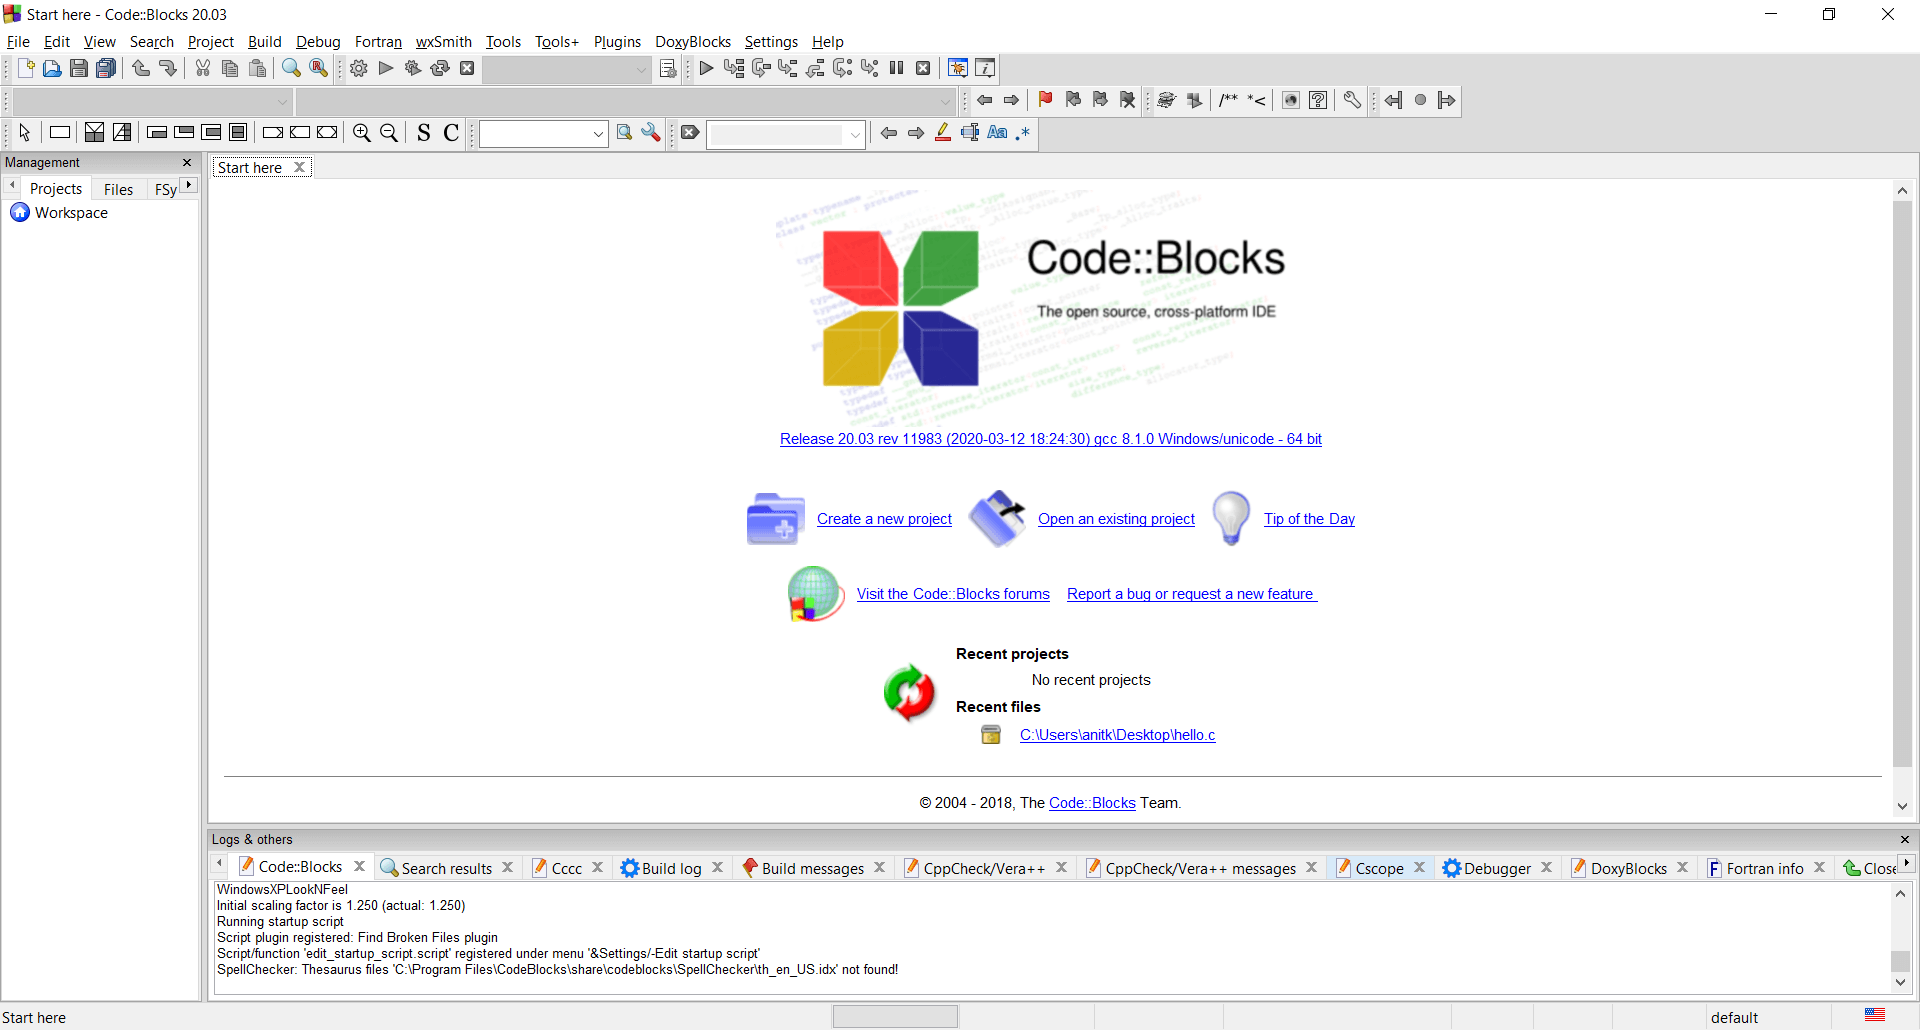 Start here - Code::Blocks 20.03
File Edit View Search Project Build Debug Fortran wxSmith Tools Tools+ Plugins DoxyBlocks Settings Help
/** *<
S C
Aa .*
Management
Start here
Projects Files FSy
Workspace
Code::Blocks
The open source, cross-platform IDE
Release 20.03 rev 11983 (2020-03-12 18:24:30) gcc 8.1.0 Windows/unicode - 64 bit
Create a new project Open an existing project Tip of the Day
Visit the Code::Blocks forums Report a bug or request a new feature
Recent projects
No recent projects
Recent files
C:\Users\anitk\Desktop\hello.c
© 2004 - 2018, The Code::Blocks Team.
Logs & others
Code::Blocks Search results Cccc Build log Build messages CppCheck/Vera++ CppCheck/Vera++ messages Cscope Debugger DoxyBlocks Fortran info Close
WindowsXPLookNFeel
Initial scaling factor is 1.250 (actual: 1.250)
Running startup script
Script plugin registered: Find Broken Files plugin
Script/function 'edit_startup_script.script' registered under menu '&Settings/-Edit startup script'
SpellChecker: Thesaurus files 'C:\Program Files\CodeBlocks\share\codeblocks\SpellChecker\th_en_US.idx' not found!
Start here default